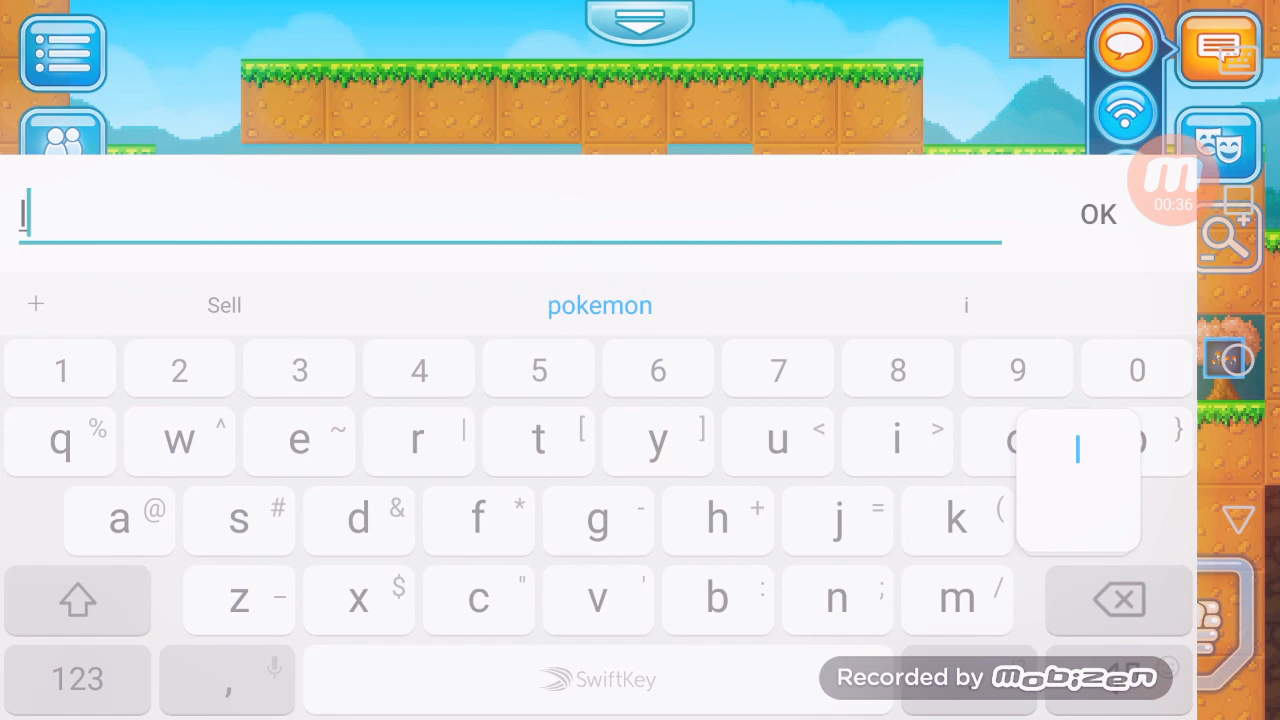 00:36
l
OK
+ Sell pokemon i
1 2 3 4 5 6 7 8 9 0
q % w ^ e ~ r | t [ y ] u < i > }
a @ s # d & f * g - h + j = k ( l
z – x $ c " v ' b : n ; m /
123 , SwiftKey
Recorded by mobizen